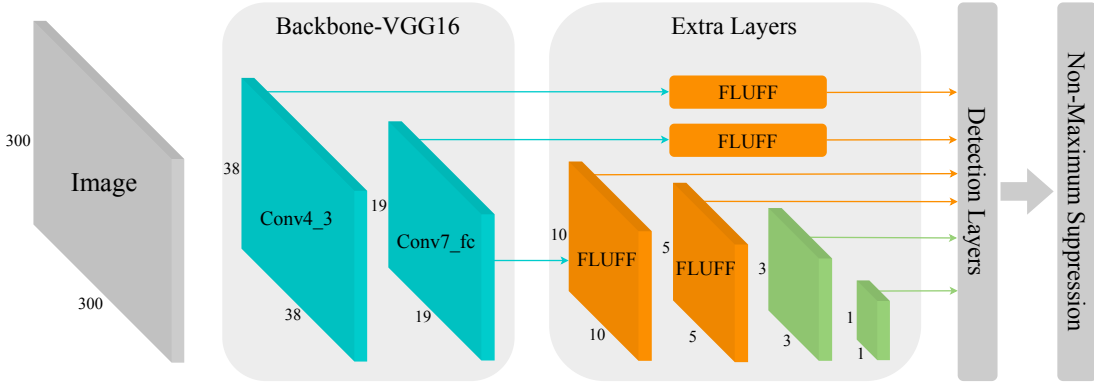 Backbone-VGG16
Extra Layers
300
Image
300
38
Conv4_3
38
19
Conv7_fc
19
FLUFF
FLUFF
10
FLUFF
10
5
FLUFF
5
3
3
1
1
Detection Layers
Non-Maximum Suppression